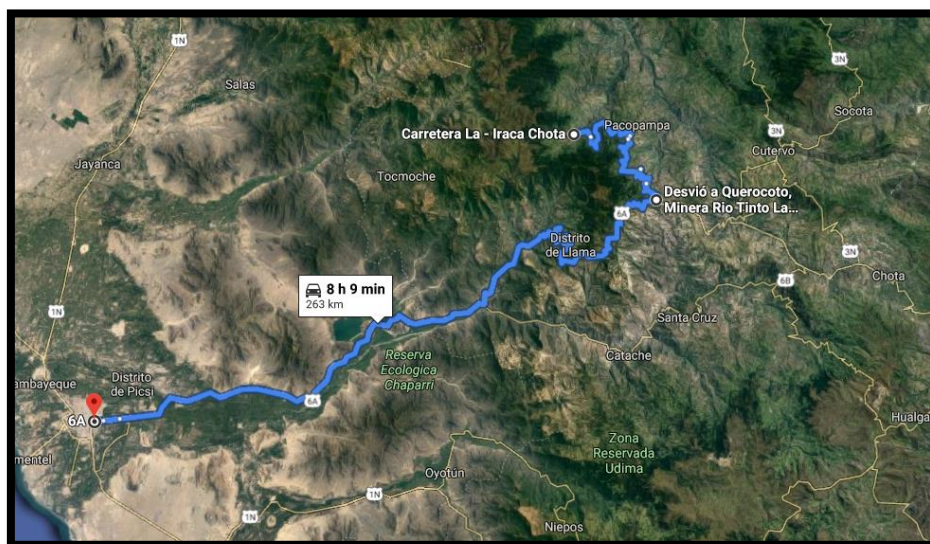 1N
3N
Salas
Carretera La - Iraca Chota
Pacopampa
Socota
3N
Cutervo
Jayanca
Tocmoche
Desvió a Querocoto,
Minera Rio Tinto La...
6A
Distrito
de Llama
3N
Chota
8 h 9 min
263 km
6B
1N
Santa Cruz
Catache
Reserva
Ecologica
Chaparri
ambayeque
Distrito
de Picsi
6A
6A
Hualga
mentel
Zona
Reservada
Udima
Oyotún
1N
1N
Niepos